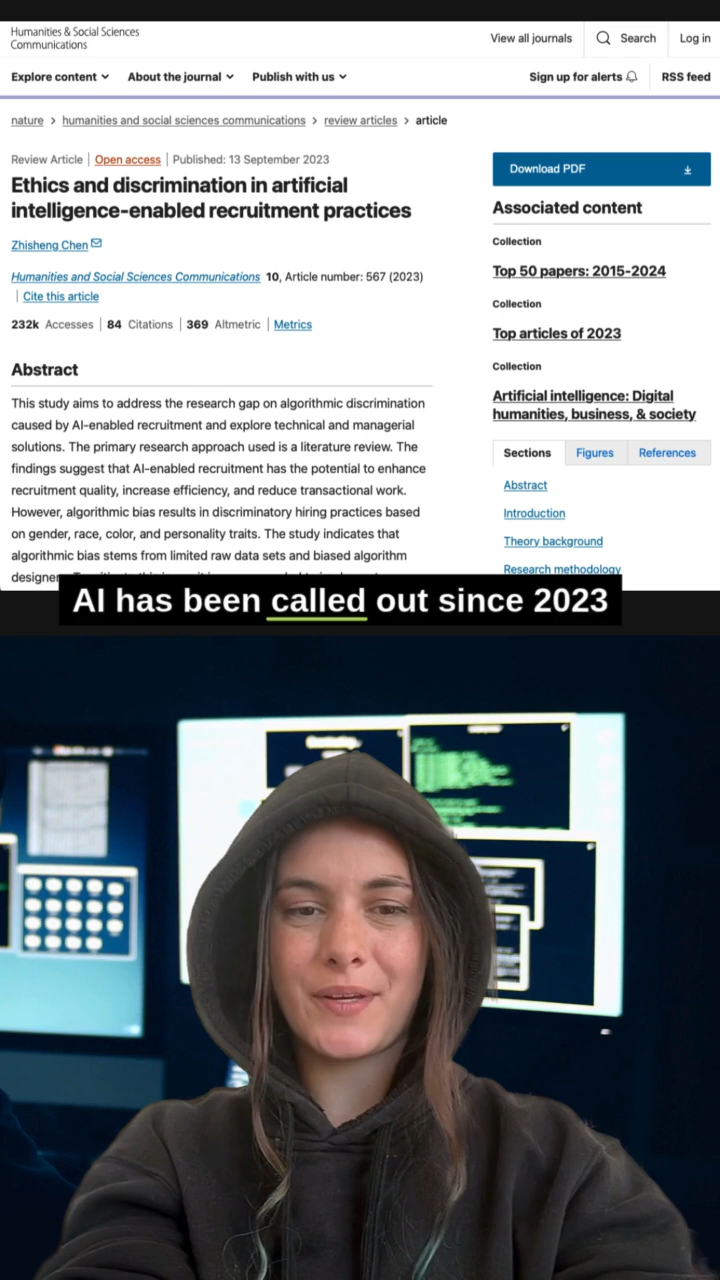 Humanities & Social Sciences
Communications
View all journals
Search
Log in
Explore content
About the journal
Publish with us
Sign up for alerts
RSS feed
nature > humanities and social sciences communications > review articles > article
Review Article | Open access | Published: 13 September 2023
Ethics and discrimination in artificial
intelligence-enabled recruitment practices
Zhisheng Chen
Humanities and Social Sciences Communications 10, Article number: 567 (2023)
| Cite this article
232k Accesses | 84 Citations | 369 Altmetric | Metrics
Abstract
This study aims to address the research gap on algorithmic discrimination
caused by AI-enabled recruitment and explore technical and managerial
solutions. The primary research approach used is a literature review. The
findings suggest that AI-enabled recruitment has the potential to enhance
recruitment quality, increase efficiency, and reduce transactional work.
However, algorithmic bias results in discriminatory hiring practices based
on gender, race, color, and personality traits. The study indicates that
algorithmic bias stems from limited raw data sets and biased algorithm
Download PDF
Associated content
Collection
Top 50 papers: 2015-2024
Collection
Top articles of 2023
Collection
Artificial intelligence: Digital
humanities, business, & society
Sections
Figures
References
Abstract
Introduction
Theory background
Research methodology
AI has been called out since 2023